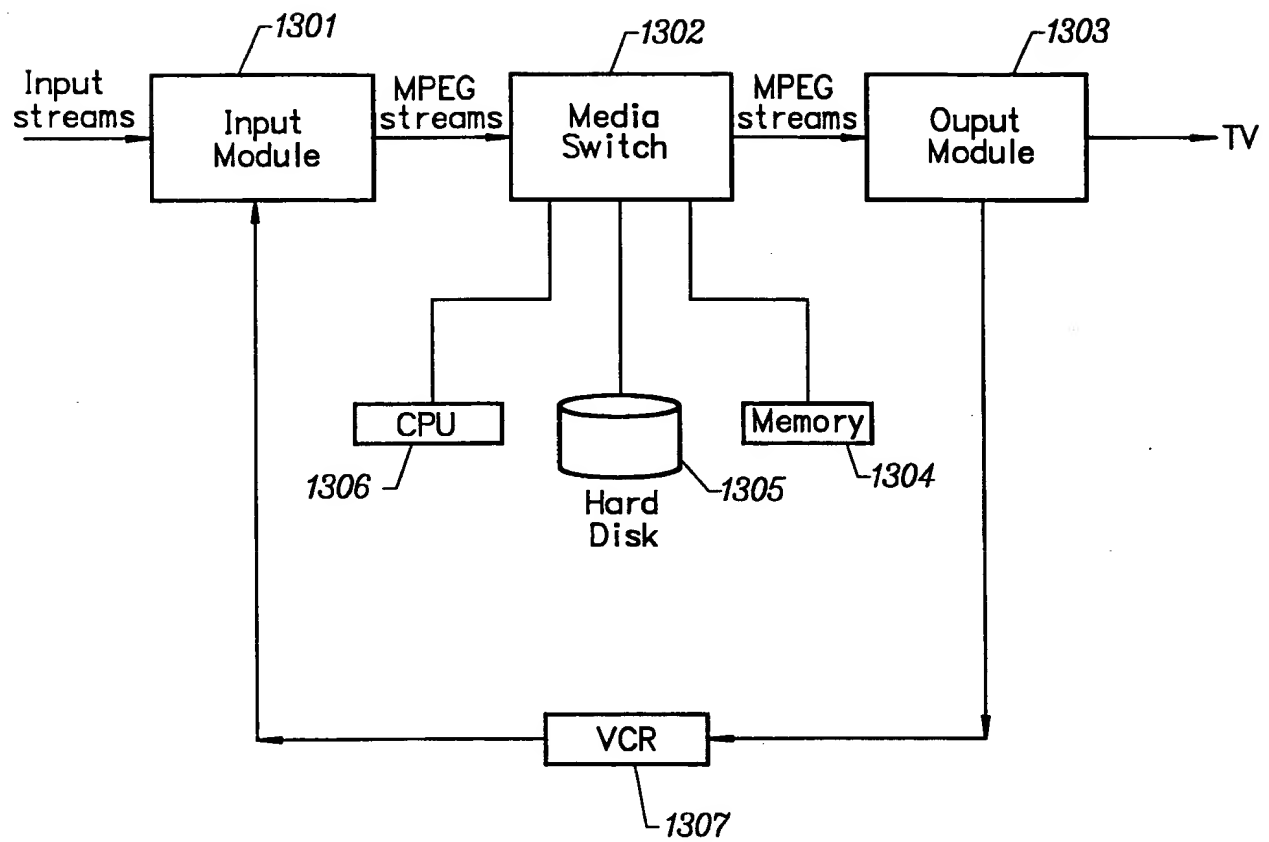 1301
1302
1303
Input
streams
Input
Module
MPEG
streams
Media
Switch
MPEG
streams
Ouput
Module
TV
CPU
1306
Hard
Disk
1305
Memory
1304
VCR
1307